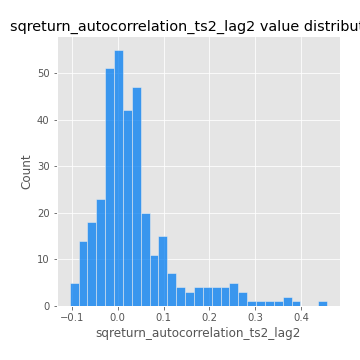 sqreturn_autocorrelation_ts2_lag2 value distribut
50
40
30
20
10
0
Count
−0.1 0.0 0.1 0.2 0.3 0.4
sqreturn_autocorrelation_ts2_lag2